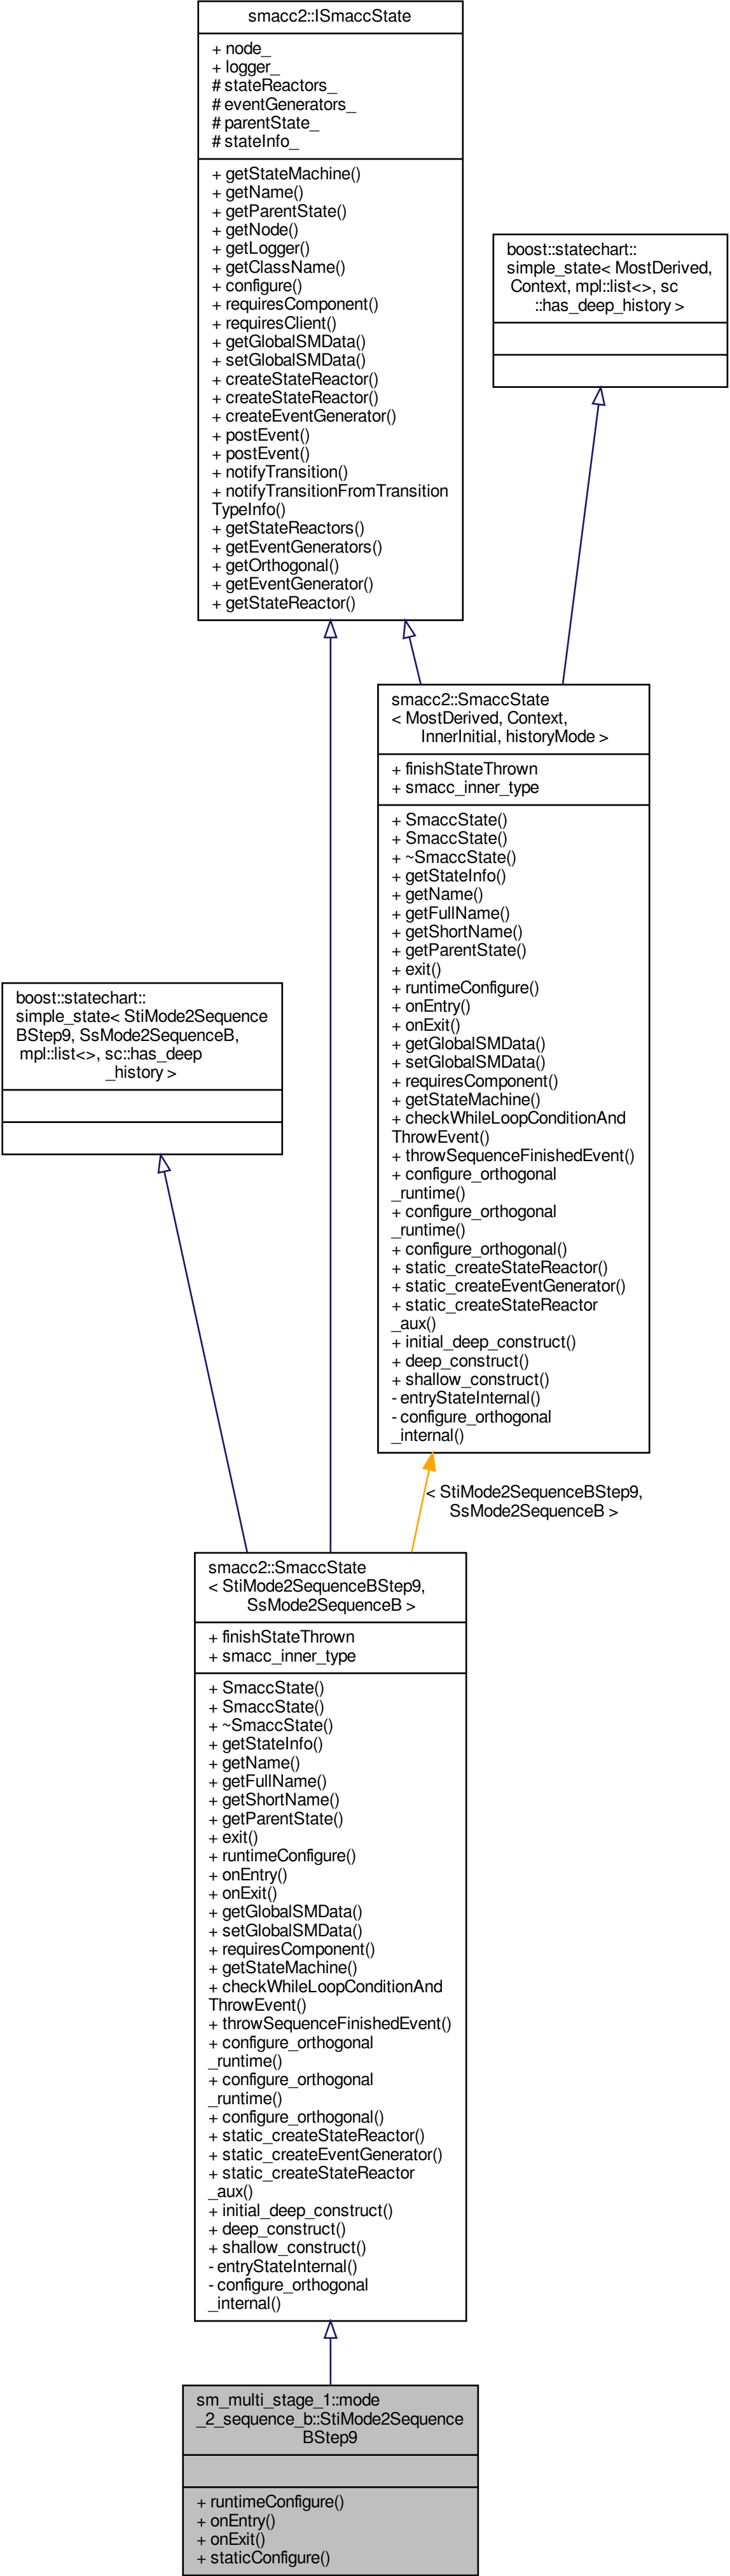 smacc2::ISmaccState
+ node_
+ logger_
# stateReactors_
# eventGenerators_
# parentState_
# stateInfo_
+ getStateMachine()
+ getName()
+ getParentState()
+ getNode()
+ getLogger()
+ getClassName()
+ configure()
+ requiresComponent()
+ requiresClient()
+ getGlobalSMData()
+ setGlobalSMData()
+ createStateReactor()
+ createStateReactor()
+ createEventGenerator()
+ postEvent()
+ postEvent()
+ notifyTransition()
+ notifyTransitionFromTransition
TypeInfo()
+ getStateReactors()
+ getEventGenerators()
+ getOrthogonal()
+ getEventGenerator()
+ getStateReactor()
boost::statechart::
simple_state< MostDerived,
Context, mpl::list<>, sc
::has_deep_history >
smacc2::SmaccState
< MostDerived, Context,
InnerInitial, historyMode >
+ finishStateThrown
+ smacc_inner_type
+ SmaccState()
+ SmaccState()
+ ~SmaccState()
+ getStateInfo()
+ getName()
+ getFullName()
+ getShortName()
+ getParentState()
+ exit()
+ runtimeConfigure()
+ onEntry()
+ onExit()
+ getGlobalSMData()
+ setGlobalSMData()
+ requiresComponent()
+ getStateMachine()
+ checkWhileLoopConditionAnd
ThrowEvent()
+ throwSequenceFinishedEvent()
+ configure_orthogonal
_runtime()
+ configure_orthogonal
_runtime()
+ configure_orthogonal()
+ static_createStateReactor()
+ static_createEventGenerator()
+ static_createStateReactor
_aux()
+ initial_deep_construct()
+ deep_construct()
+ shallow_construct()
- entryStateInternal()
- configure_orthogonal
_internal()
boost::statechart::
simple_state< StiMode2Sequence
BStep9, SsMode2SequenceB,
mpl::list<>, sc::has_deep
_history >
< StiMode2SequenceBStep9,
SsMode2SequenceB >
smacc2::SmaccState
< StiMode2SequenceBStep9,
SsMode2SequenceB >
+ finishStateThrown
+ smacc_inner_type
+ SmaccState()
+ SmaccState()
+ ~SmaccState()
+ getStateInfo()
+ getName()
+ getFullName()
+ getShortName()
+ getParentState()
+ exit()
+ runtimeConfigure()
+ onEntry()
+ onExit()
+ getGlobalSMData()
+ setGlobalSMData()
+ requiresComponent()
+ getStateMachine()
+ checkWhileLoopConditionAnd
ThrowEvent()
+ throwSequenceFinishedEvent()
+ configure_orthogonal
_runtime()
+ configure_orthogonal
_runtime()
+ configure_orthogonal()
+ static_createStateReactor()
+ static_createEventGenerator()
+ static_createStateReactor
_aux()
+ initial_deep_construct()
+ deep_construct()
+ shallow_construct()
- entryStateInternal()
- configure_orthogonal
_internal()
sm_multi_stage_1::mode
_2_sequence_b::StiMode2Sequence
BStep9
+ runtimeConfigure()
+ onEntry()
+ onExit()
+ staticConfigure()